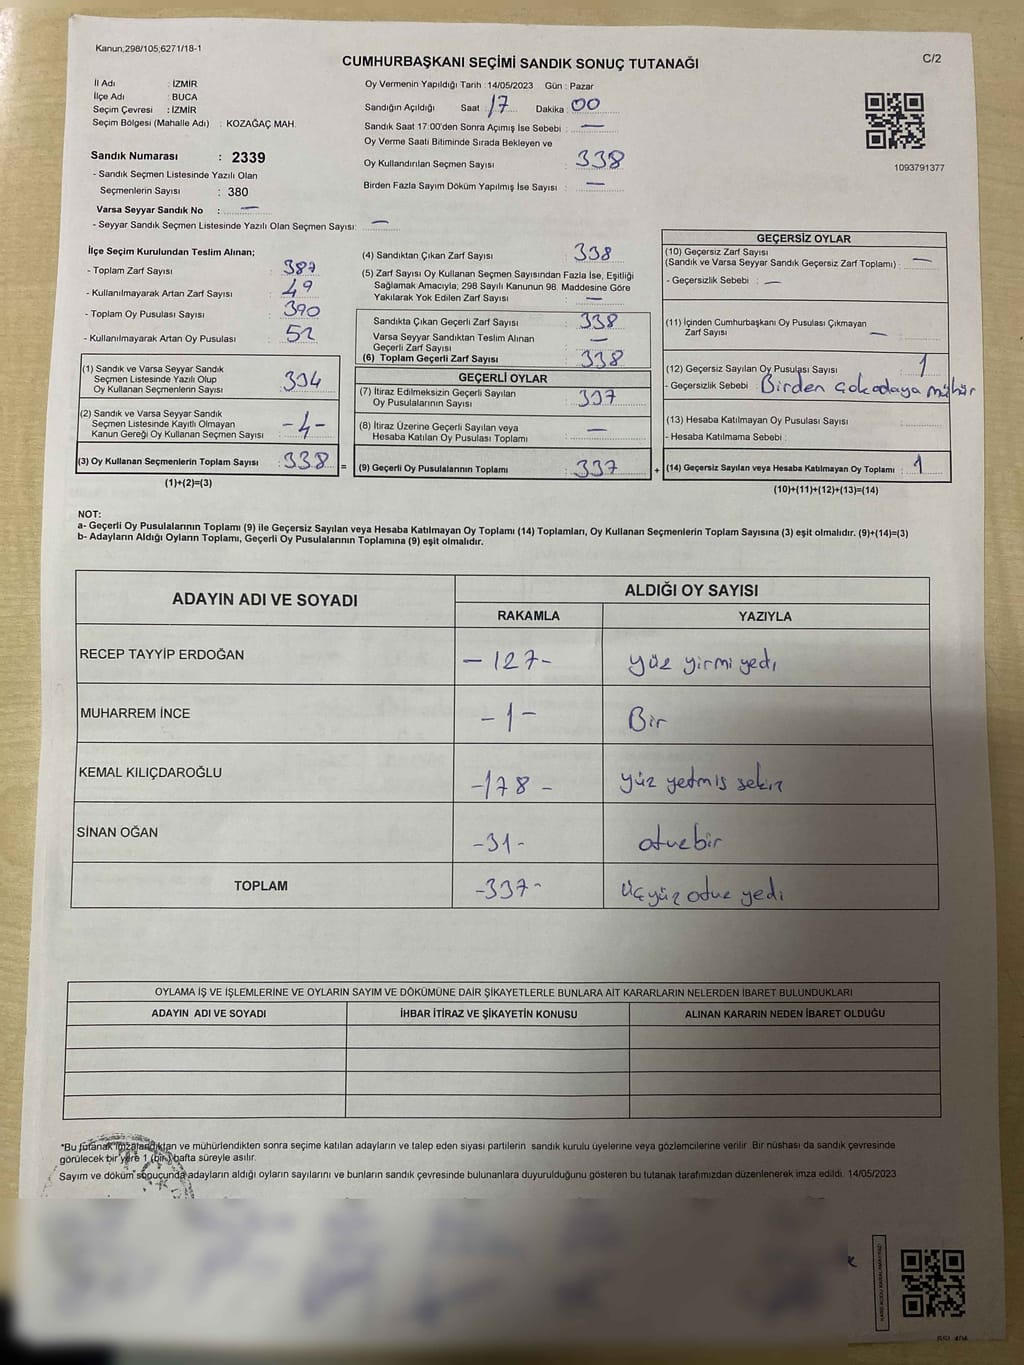 Kanun;298/105;6271/18-1
C/2
CUMHURBAŞKANI SEÇİMİ SANDIK SONUÇ TUTANAĞI
İl Adı : İZMİR
İlçe Adı : BUCA
Seçim Çevresi : İZMİR
Seçim Bölgesi (Mahalle Adı) : KOZAĞAÇ MAH.
Sandık Numarası : 2339
- Sandık Seçmen Listesinde Yazılı Olan
Seçmenlerin Sayısı : 380
Varsa Seyyar Sandık No : —
- Seyyar Sandık Seçmen Listesinde Yazılı Olan Seçmen Sayısı: —
Oy Vermenin Yapıldığı Tarih : 14/05/2023 Gün : Pazar
Sandığın Açıldığı Saat : 17 Dakika : 00
Sandık Saat 17:00'den Sonra Açımış İse Sebebi : —
Oy Verme Saati Bitiminde Sırada Bekleyen ve
Oy Kullandırılan Seçmen Sayısı : 338
Birden Fazla Sayım Döküm Yapılmış İse Sayısı : —
1093791377
İlçe Seçim Kurulundan Teslim Alınan;
- Toplam Zarf Sayısı : 387
- Kullanılmayarak Artan Zarf Sayısı : 49
- Toplam Oy Pusulası Sayısı : 390
- Kullanılmayarak Artan Oy Pusulası : 52
(1) Sandık ve Varsa Seyyar Sandık
Seçmen Listesinde Yazılı Olup
Oy Kullanan Seçmenlerin Sayısı : 334
(2) Sandık ve Varsa Seyyar Sandık
Seçmen Listesinde Kayıtlı Olmayan
Kanun Gereği Oy Kullanan Seçmen Sayısı : -4-
(3) Oy Kullanan Seçmenlerin Toplam Sayısı : 338
(1)+(2)=(3)
(4) Sandıktan Çıkan Zarf Sayısı : 338
(5) Zarf Sayısı Oy Kullanan Seçmen Sayısından Fazla İse, Eşitliği
Sağlamak Amacıyla; 298 Sayılı Kanunun 98. Maddesine Göre
Yakılarak Yok Edilen Zarf Sayısı : —
Sandıkta Çıkan Geçerli Zarf Sayısı : 338
Varsa Seyyar Sandıktan Teslim Alınan
Geçerli Zarf Sayısı : —
(6) Toplam Geçerli Zarf Sayısı : 338
GEÇERLİ OYLAR
(7) İtiraz Edilmeksizin Geçerli Sayılan
Oy Pusulalarının Sayısı : 337
(8) İtiraz Üzerine Geçerli Sayılan veya
Hesaba Katılan Oy Pusulası Toplamı : —
= (9) Geçerli Oy Pusulalarının Toplamı : 337
GEÇERSİZ OYLAR
(10) Geçersiz Zarf Sayısı
(Sandık ve Varsa Seyyar Sandık Geçersiz Zarf Toplamı) : —
- Geçersizlik Sebebi : —
(11) İçinden Cumhurbaşkanı Oy Pusulası Çıkmayan
Zarf Sayısı : —
(12) Geçersiz Sayılan Oy Pusulası Sayısı : 1
- Geçersizlik Sebebi : Birden çok adaya mühür
(13) Hesaba Katılmayan Oy Pusulası Sayısı :
- Hesaba Katılmama Sebebi :
+ (14) Geçersiz Sayılan veya Hesaba Katılmayan Oy Toplamı : 1
(10)+(11)+(12)+(13)=(14)
NOT:
a- Geçerli Oy Pusulalarının Toplamı (9) ile Geçersiz Sayılan veya Hesaba Katılmayan Oy Toplamı (14) Toplamları, Oy Kullanan Seçmenlerin Toplam Sayısına (3) eşit olmalıdır. (9)+(14)=(3)
b- Adayların Aldığı Oyların Toplamı, Geçerli Oy Pusulalarının Toplamına (9) eşit olmalıdır.
ADAYIN ADI VE SOYADI
ALDIĞI OY SAYISI
RAKAMLA YAZIYLA
RECEP TAYYİP ERDOĞAN -127- yüz yirmi yedi
MUHARREM İNCE -1- Bir
KEMAL KILIÇDAROĞLU -178- yüz yetmiş sekiz
SİNAN OĞAN -31- otuzbir
TOPLAM -337- üçyüz otuz yedi
OYLAMA İŞ VE İŞLEMLERİNE VE OYLARIN SAYIM VE DÖKÜMÜNE DAİR ŞİKAYETLERLE BUNLARA AİT KARARLARIN NELERDEN İBARET BULUNDUKLARI
ADAYIN ADI VE SOYADI İHBAR İTİRAZ VE ŞİKAYETİN KONUSU ALINAN KARARIN NEDEN İBARET OLDUĞU
*Bu tutanak imzalandıktan ve mühürlendikten sonra seçime katılan adayların ve talep eden siyasi partilerin sandık kurulu üyelerine veya gözlemcilerine verilir. Bir nüshası da sandık çevresinde
görülecek bir yere 1 (bir ) hafta süreyle asılır.
Sayım ve döküm sonucunda adayların aldığı oyların sayılarını ve bunların sandık çevresinde bulunanlara duyurulduğunu gösteren bu tutanak tarafımızdan düzenlenerek imza edildi. 14/05/2023
T.C.